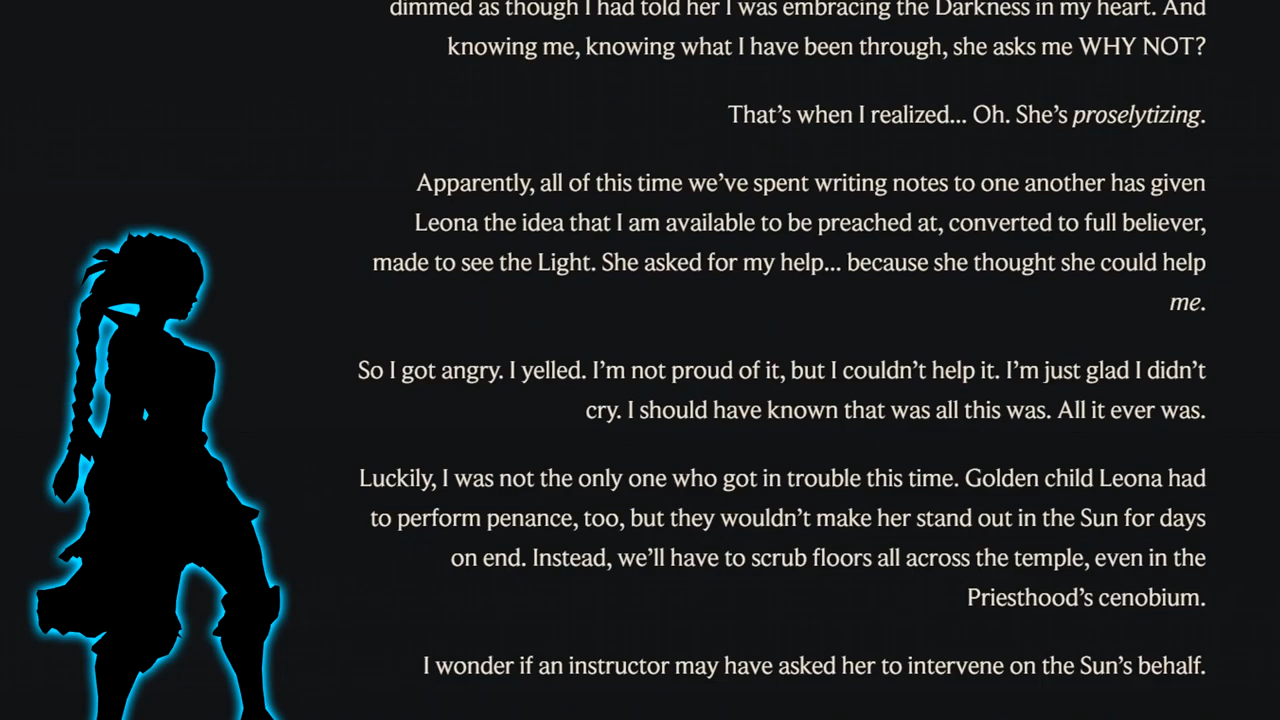 dimmed as though I had told her I was embracing the Darkness in my heart. And
knowing me, knowing what I have been through, she asks me WHY NOT?
That’s when I realized... Oh. She’s proselytizing.
Apparently, all of this time we’ve spent writing notes to one another has given
Leona the idea that I am available to be preached at, converted to full believer,
made to see the Light. She asked for my help... because she thought she could help
me.
So I got angry. I yelled. I’m not proud of it, but I couldn’t help it. I’m just glad I didn’t
cry. I should have known that was all this was. All it ever was.
Luckily, I was not the only one who got in trouble this time. Golden child Leona had
to perform penance, too, but they wouldn’t make her stand out in the Sun for days
on end. Instead, we’ll have to scrub floors all across the temple, even in the
Priesthood’s cenobium.
I wonder if an instructor may have asked her to intervene on the Sun’s behalf.